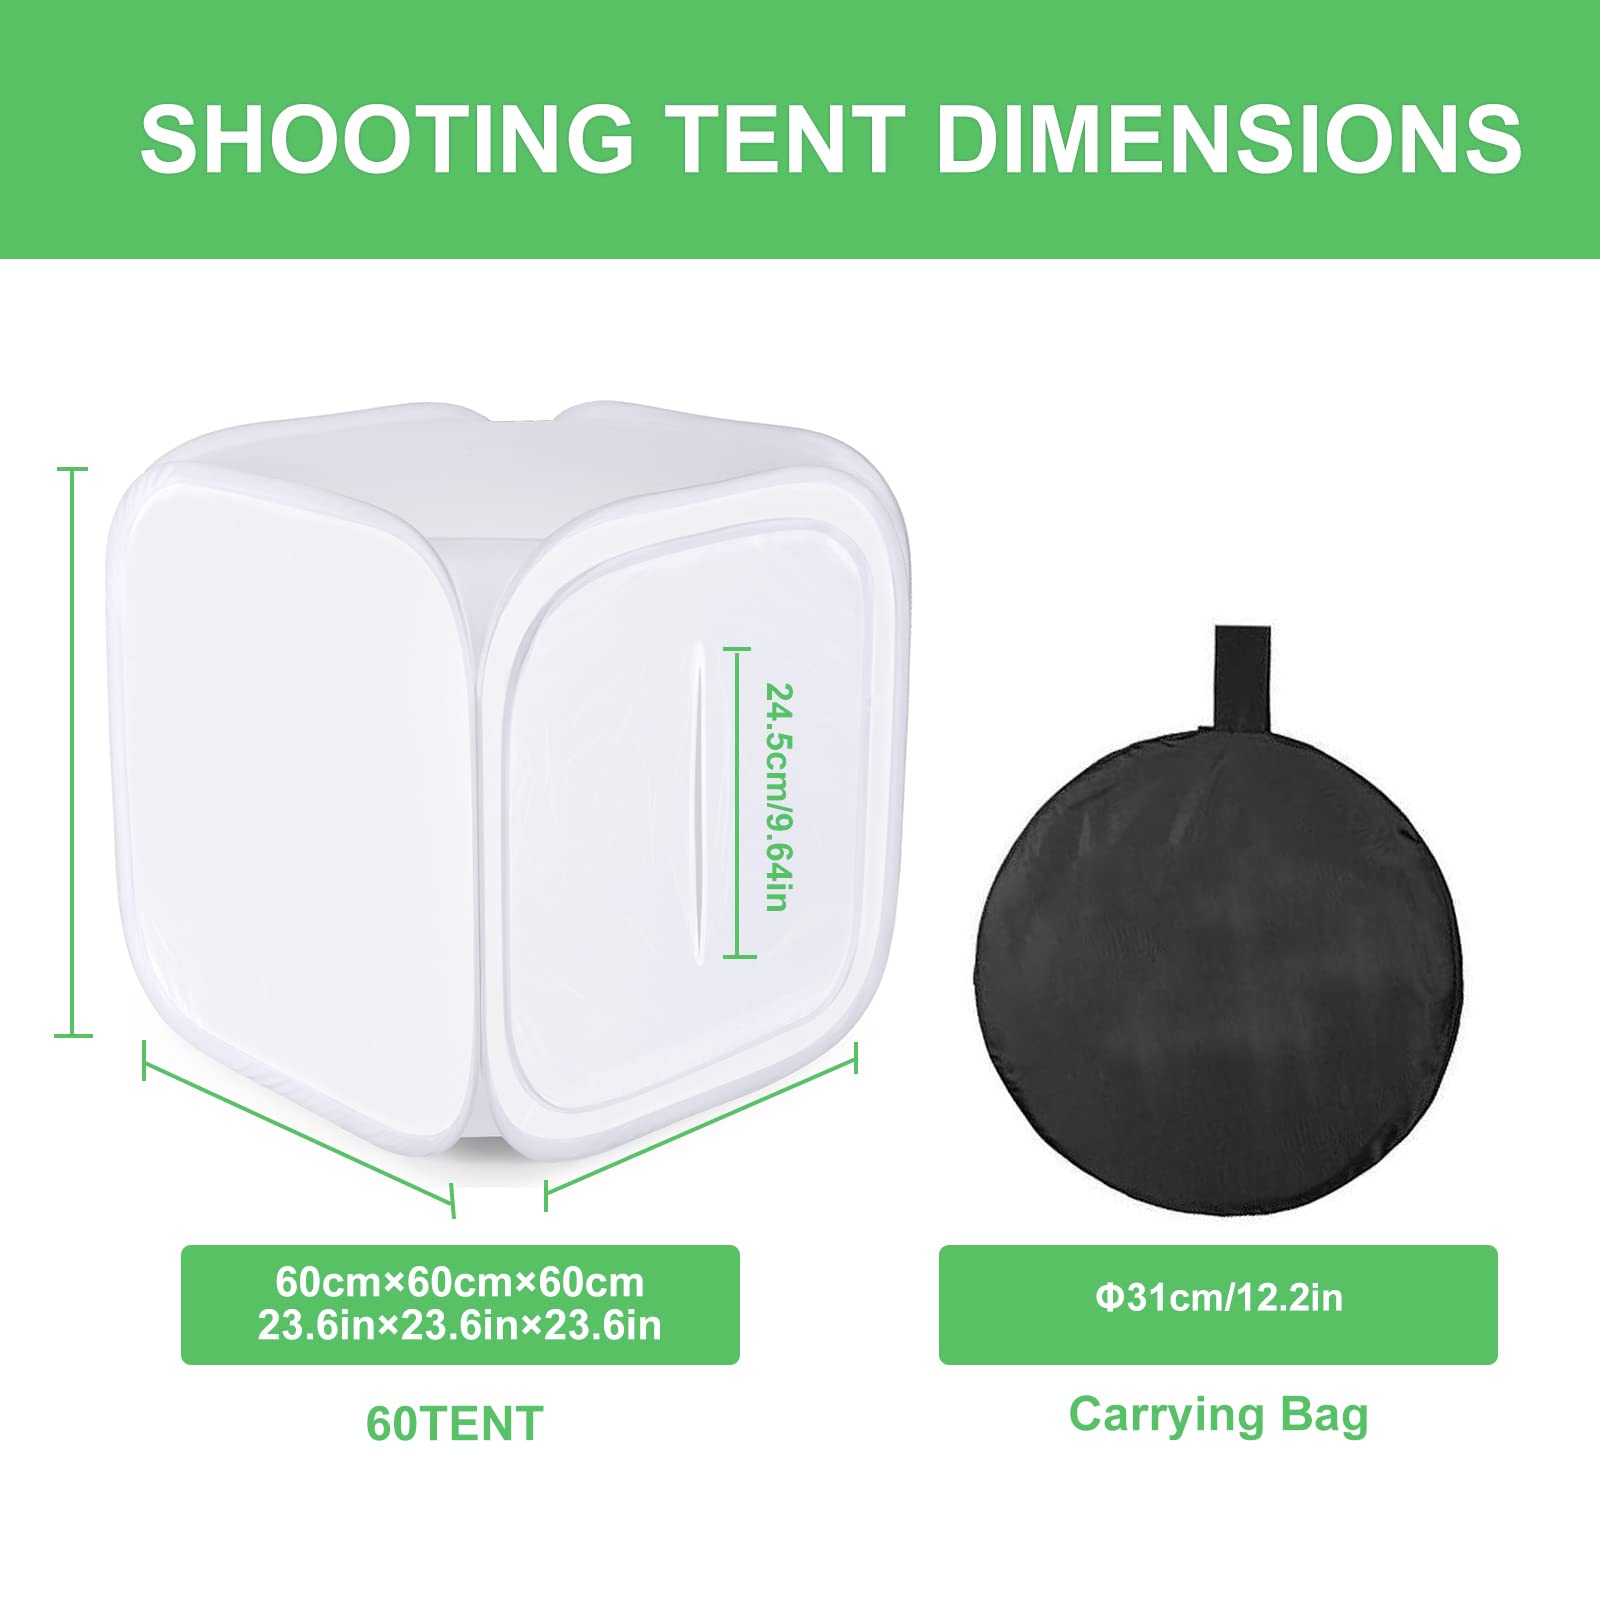 SHOOTING TENT DIMENSIONS
24.5cm/9.64in
60cm×60cm×60cm
23.6in×23.6in×23.6in
60TENT
Φ31cm/12.2in
Carrying Bag